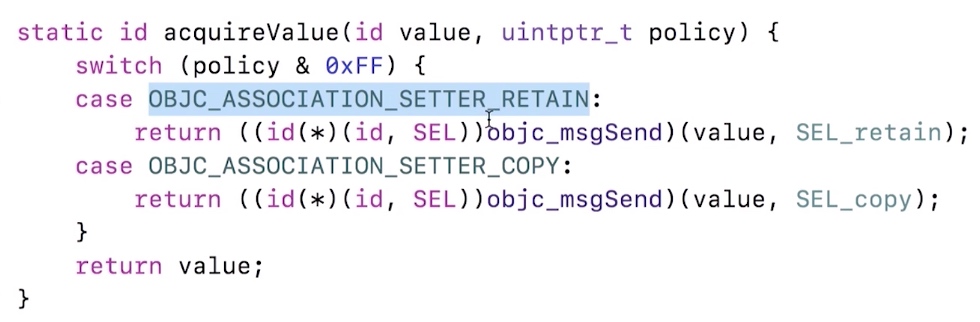 static id acquireValue(id value, uintptr_t policy) {
    switch (policy & 0xFF) {
    case OBJC_ASSOCIATION_SETTER_RETAIN:
        return ((id(*)(id, SEL))objc_msgSend)(value, SEL_retain);
    case OBJC_ASSOCIATION_SETTER_COPY:
        return ((id(*)(id, SEL))objc_msgSend)(value, SEL_copy);
    }
    return value;
}